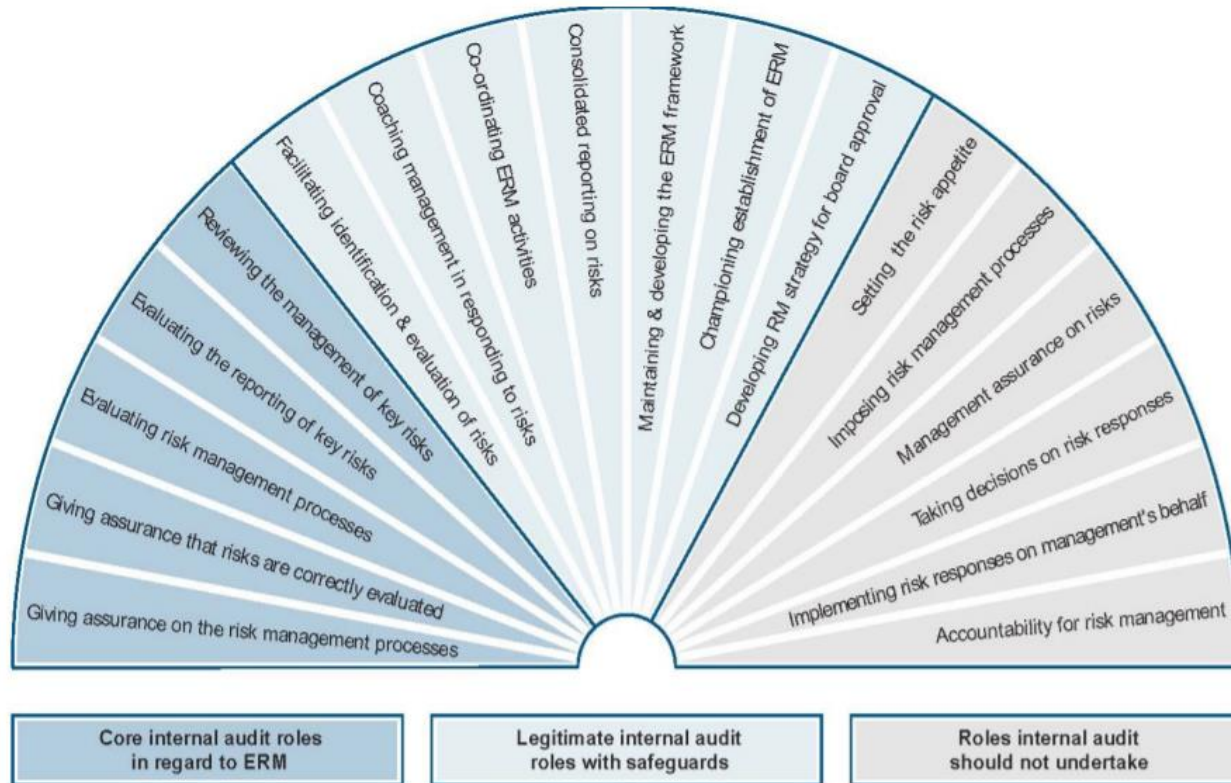 Giving assurance on the risk management processes
Giving assurance that risks are correctly evaluated
Evaluating risk management processes
Evaluating the reporting of key risks
Reviewing the management of key risks
Facilitating identification & evaluation of risks
Coaching management in responding to risks
Co-ordinating ERM activities
Consolidated reporting on risks
Maintaining & developing the ERM framework
Championing establishment of ERM
Developing RM strategy for board approval
Setting the risk appetite
Imposing risk management processes
Management assurance on risks
Taking decisions on risk responses
Implementing risk responses on management's behalf
Accountability for risk management
Core internal audit roles
in regard to ERM
Legitimate internal audit
roles with safeguards
Roles internal audit
should not undertake